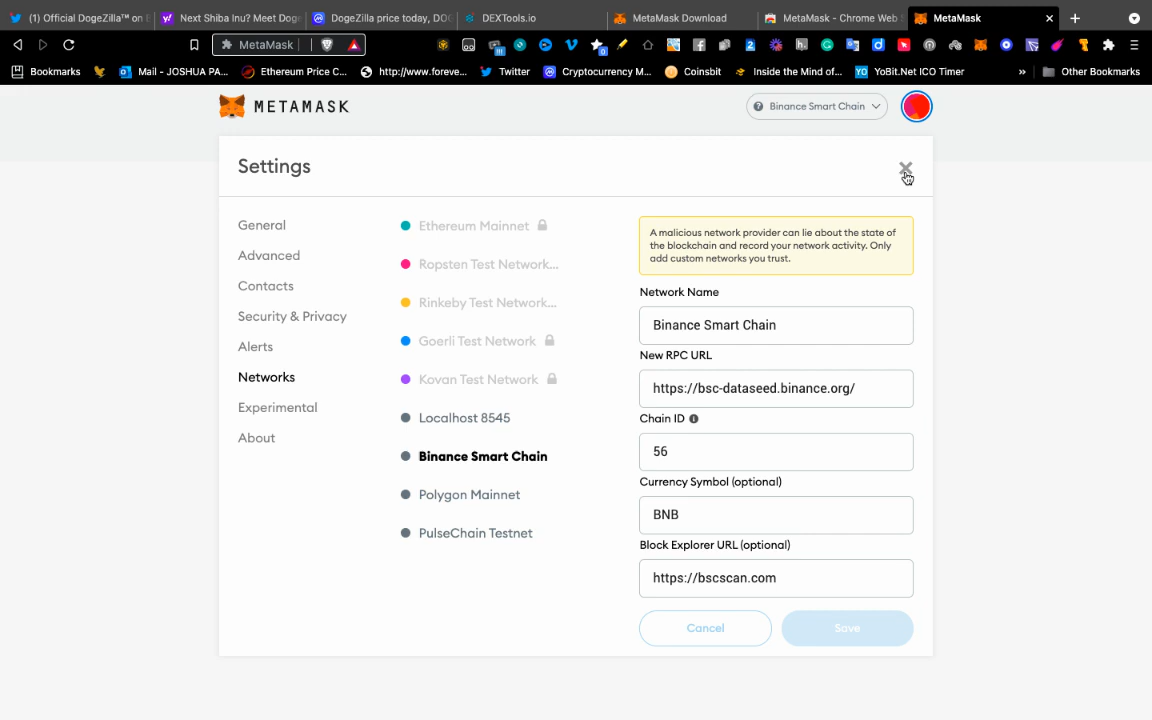 (1) Official DogeZilla™ on
Next Shiba Inu? Meet Doge
DogeZilla price today, DO
DEXTools.io
MetaMask Download
MetaMask - Chrome Web
MetaMask
MetaMask
Bookmarks
Mail - JOSHUA PA...
Ethereum Price C...
http://www.foreve...
Twitter
Cryptocurrency M...
Coinsbit
Inside the Mind of...
YoBit.Net ICO Timer
»
Other Bookmarks
METAMASK
Binance Smart Chain
Settings
General
Advanced
Contacts
Security & Privacy
Alerts
Networks
Experimental
About
Ethereum Mainnet
Ropsten Test Network...
Rinkeby Test Network...
Goerli Test Network
Kovan Test Network
Localhost 8545
Binance Smart Chain
Polygon Mainnet
PulseChain Testnet
A malicious network provider can lie about the state of
the blockchain and record your network activity. Only
add custom networks you trust.
Network Name
Binance Smart Chain
New RPC URL
https://bsc-dataseed.binance.org/
Chain ID
56
Currency Symbol (optional)
BNB
Block Explorer URL (optional)
https://bscscan.com
Cancel
Save